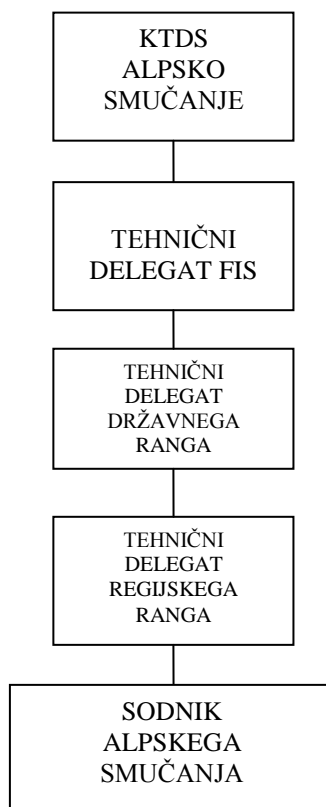 KTDS
ALPSKO
SMUČANJE
TEHNIČNI
DELEGAT FIS
TEHNIČNI
DELEGAT
DRŽAVNEGA
RANGA
TEHNIČNI
DELEGAT
REGIJSKEGA
RANGA
SODNIK
ALPSKEGA
SMUČANJA